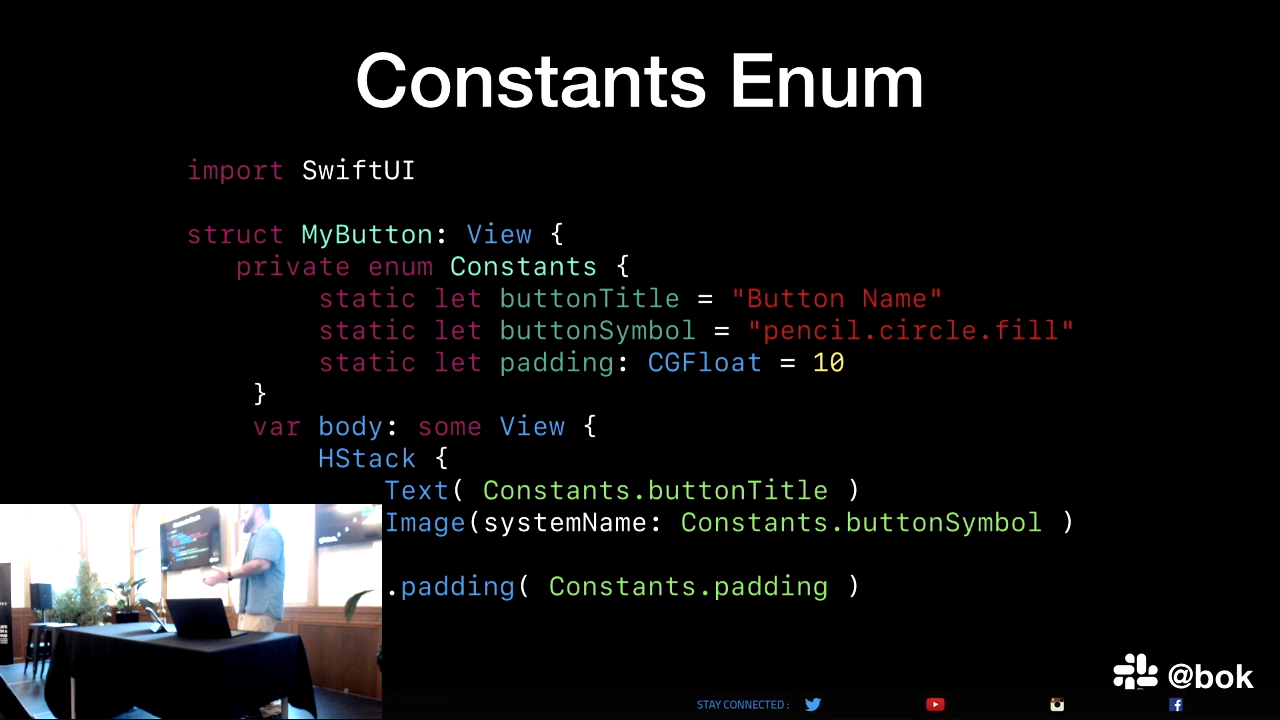 Constants Enum
import SwiftUI
struct MyButton: View {
private enum Constants {
static let buttonTitle = "Button Name"
static let buttonSymbol = "pencil.circle.fill"
static let padding: CGFloat = 10
}
var body: some View {
HStack {
Text( Constants.buttonTitle )
Image(systemName: Constants.buttonSymbol )
.padding( Constants.padding )
@bok
STAY CONNECTED :